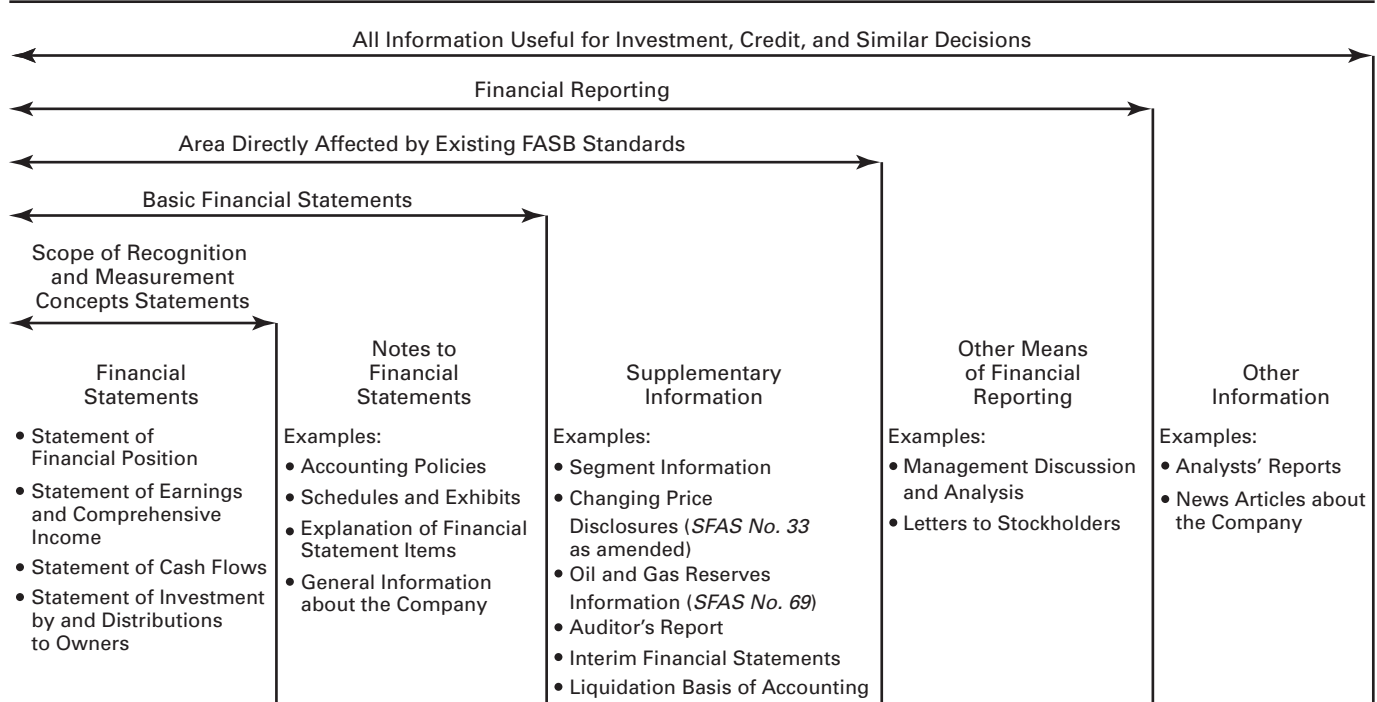 All Information Useful for Investment, Credit, and Similar Decisions
Financial Reporting
Area Directly Affected by Existing FASB Standards
Basic Financial Statements
Scope of Recognition
and Measurement
Concepts Statements
Financial
Statements
• Statement of
Financial Position
• Statement of Earnings
and Comprehensive
Income
• Statement of Cash Flows
• Statement of Investment
by and Distributions
to Owners
Notes to
Financial
Statements
Examples:
• Accounting Policies
• Schedules and Exhibits
• Explanation of Financial
Statement Items
• General Information
about the Company
Supplementary
Information
Examples:
• Segment Information
• Changing Price
Disclosures (SFAS No. 33
as amended)
• Oil and Gas Reserves
Information (SFAS No. 69)
• Auditor's Report
• Interim Financial Statements
• Liquidation Basis of Accounting
Other Means
of Financial
Reporting
Examples:
• Management Discussion
and Analysis
• Letters to Stockholders
Other
Information
Examples:
• Analysts' Reports
• News Articles about
the Company